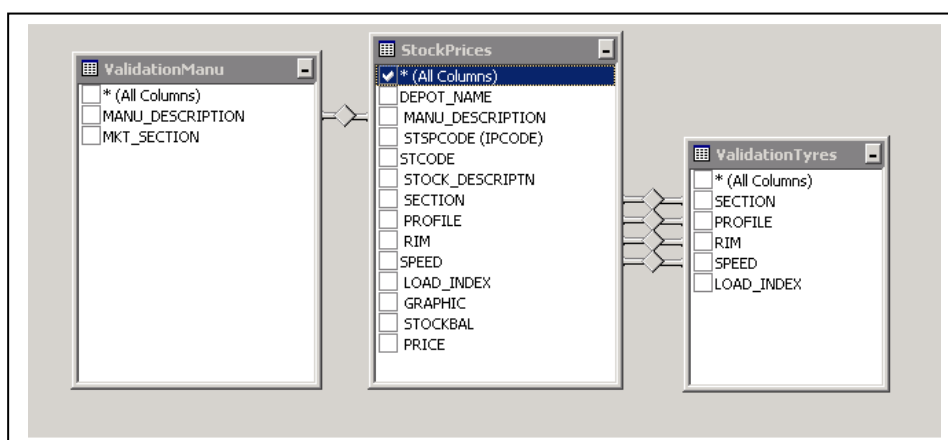 ValidationManu
* (All Columns)
MANU_DESCRIPTION
MKT_SECTION
StockPrices
* (All Columns)
DEPOT_NAME
MANU_DESCRIPTION
STSPCODE (IPCODE)
STCODE
STOCK_DESCRIPTN
SECTION
PROFILE
RIM
SPEED
LOAD_INDEX
GRAPHIC
STOCKBAL
PRICE
ValidationTyres
* (All Columns)
SECTION
PROFILE
RIM
SPEED
LOAD_INDEX